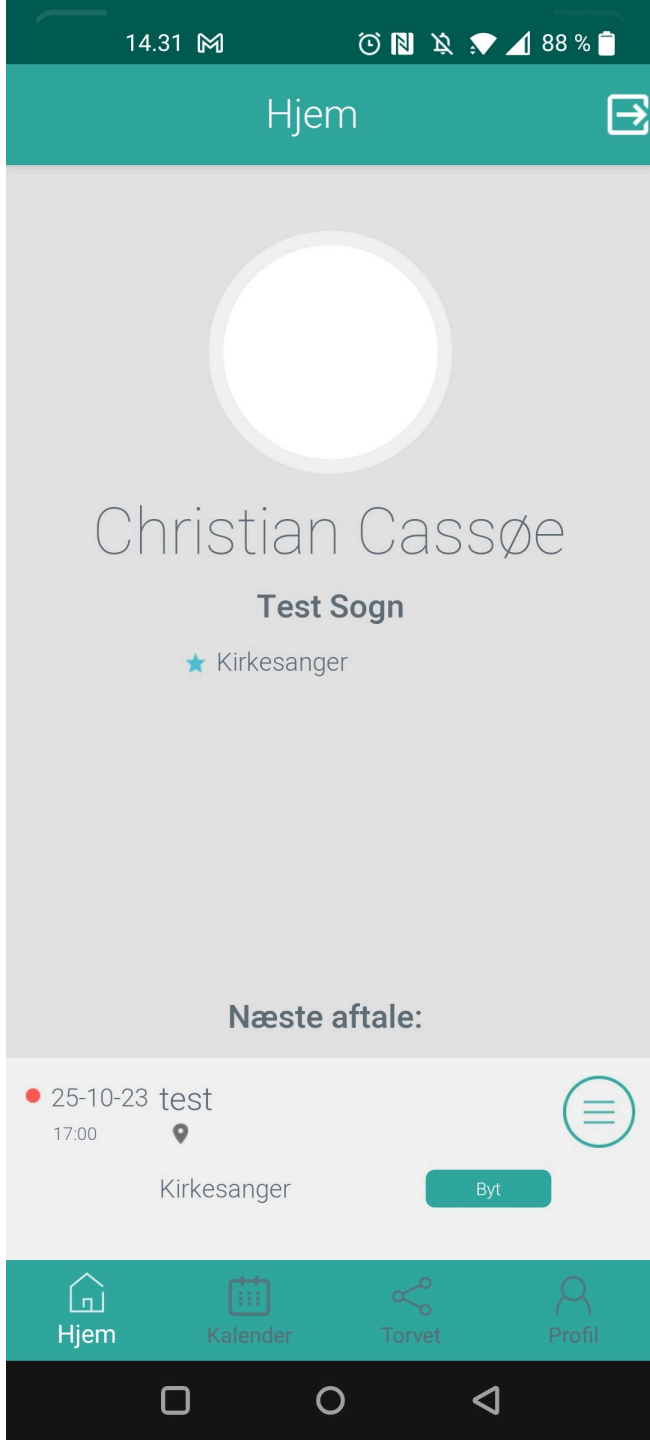 14.31 88 %
Hjem
Christian Cassøe
Test Sogn
Kirkesanger
Næste aftale:
25-10-23 test
17:00
Kirkesanger Byt
Hjem Kalender Torvet Profil